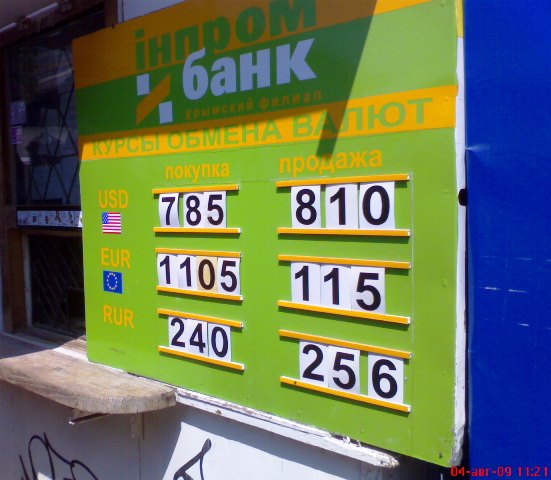 інпром
банк
крымский филиал
КУРСЫ ОБМЕНА ВАЛЮТ
покупка продажа
USD 785 810
EUR 1105 115
RUR 240 256
04-авг-09 11:21